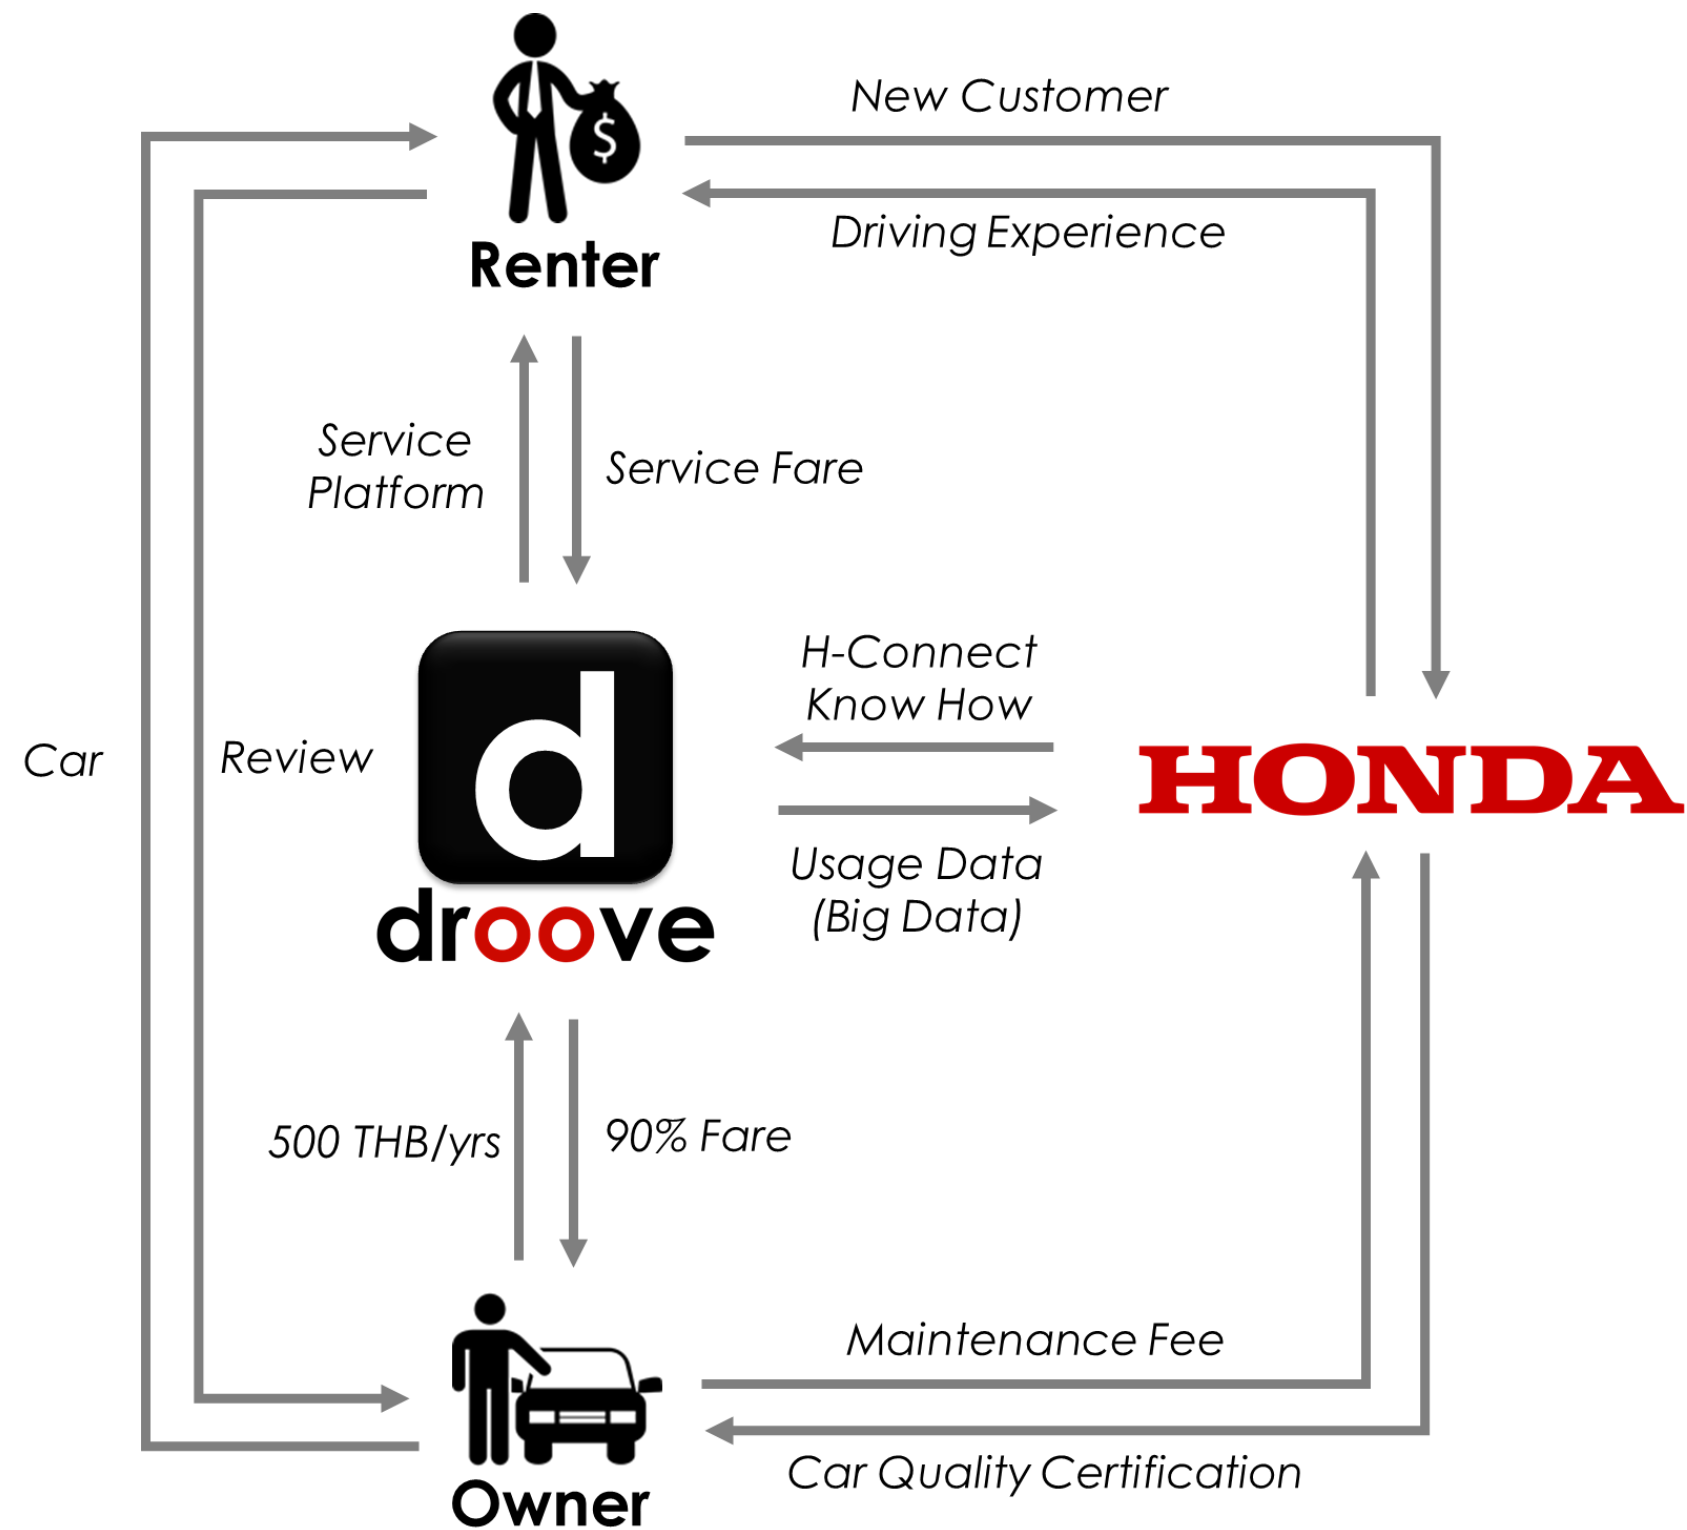 $
New Customer
Driving Experience
Renter
Service
Platform
Service Fare
H-Connect
Know How
Car
Review
d
HONDA
Usage Data
(Big Data)
droove
500 THB/yrs
90% Fare
Maintenance Fee
Car Quality Certification
Owner